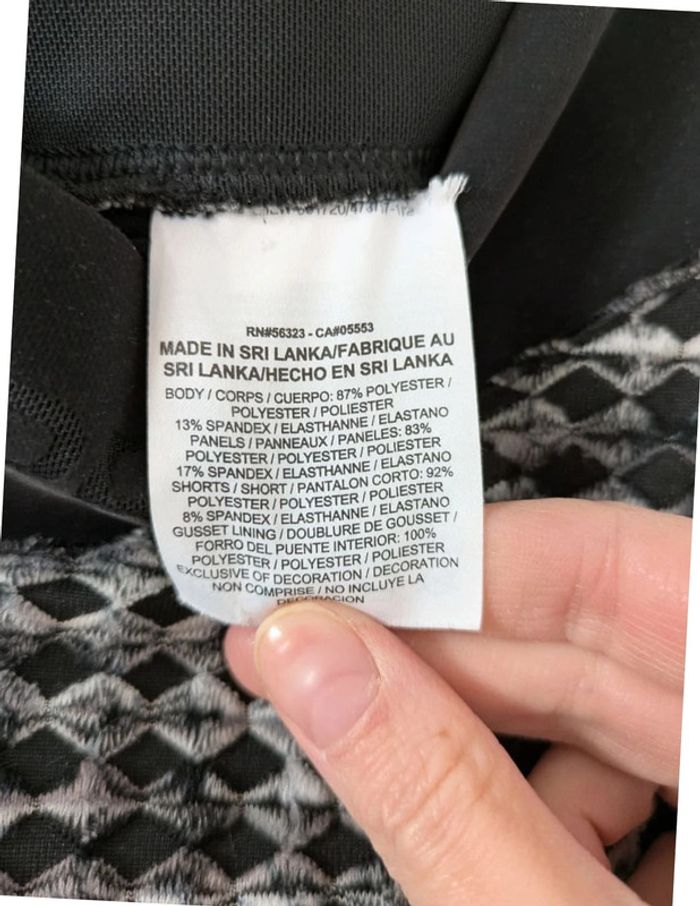 RN#56323 - CA#05553
MADE IN SRI LANKA/FABRIQUE AU
SRI LANKA/HECHO EN SRI LANKA
BODY / CORPS / CUERPO: 87% POLYESTER /
POLYESTER / POLIESTER
13% SPANDEX / ELASTHANNE / ELASTANO
PANELS / PANNEAUX / PANELES: 83%
POLYESTER / POLYESTER / POLIESTER
17% SPANDEX / ELASTHANNE / ELASTANO
SHORTS / SHORT / PANTALON CORTO: 92%
POLYESTER / POLYESTER / POLIESTER
8% SPANDEX / ELASTHANNE / ELASTANO
GUSSET LINING / DOUBLURE DE GOUSSET /
FORRO DEL PUENTE INTERIOR: 100%
POLYESTER / POLYESTER / POLIESTER
EXCLUSIVE OF DECORATION / DECORATION
NON COMPRISE / NO INCLUYE LA
DECORACION